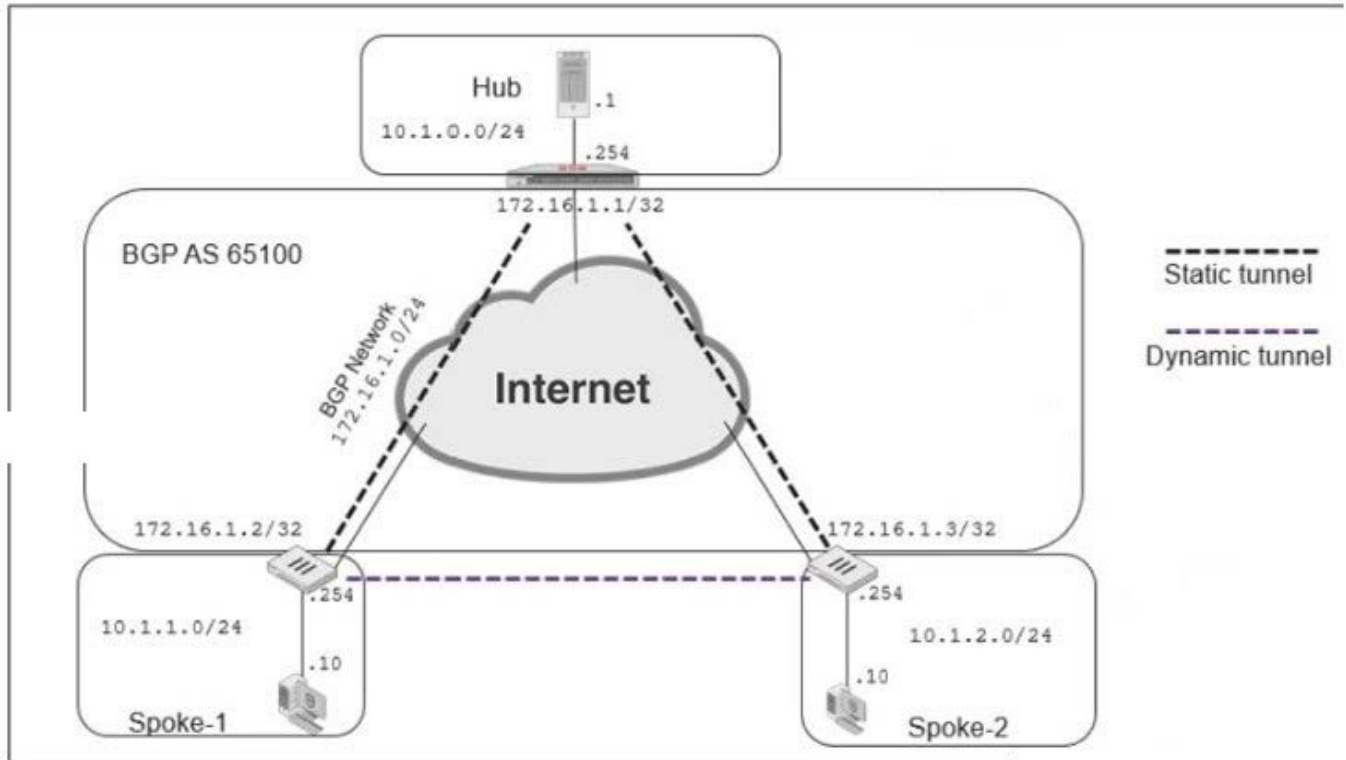 Hub
.1
10.1.0.0/24
.254
172.16.1.1/32
BGP AS 65100
Static tunnel
Dynamic tunnel
BGP Network
172.16.1.0/24
Internet
172.16.1.2/32
172.16.1.3/32
.254
10.1.1.0/24
.10
Spoke-1
.254
10.1.2.0/24
.10
Spoke-2